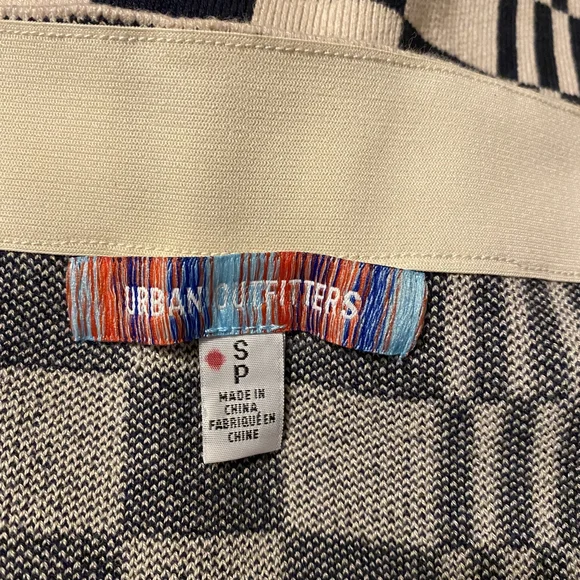 URBAN OUTFITTERS
S
P
MADE IN
CHINA
FABRIQUÉ EN
CHINE